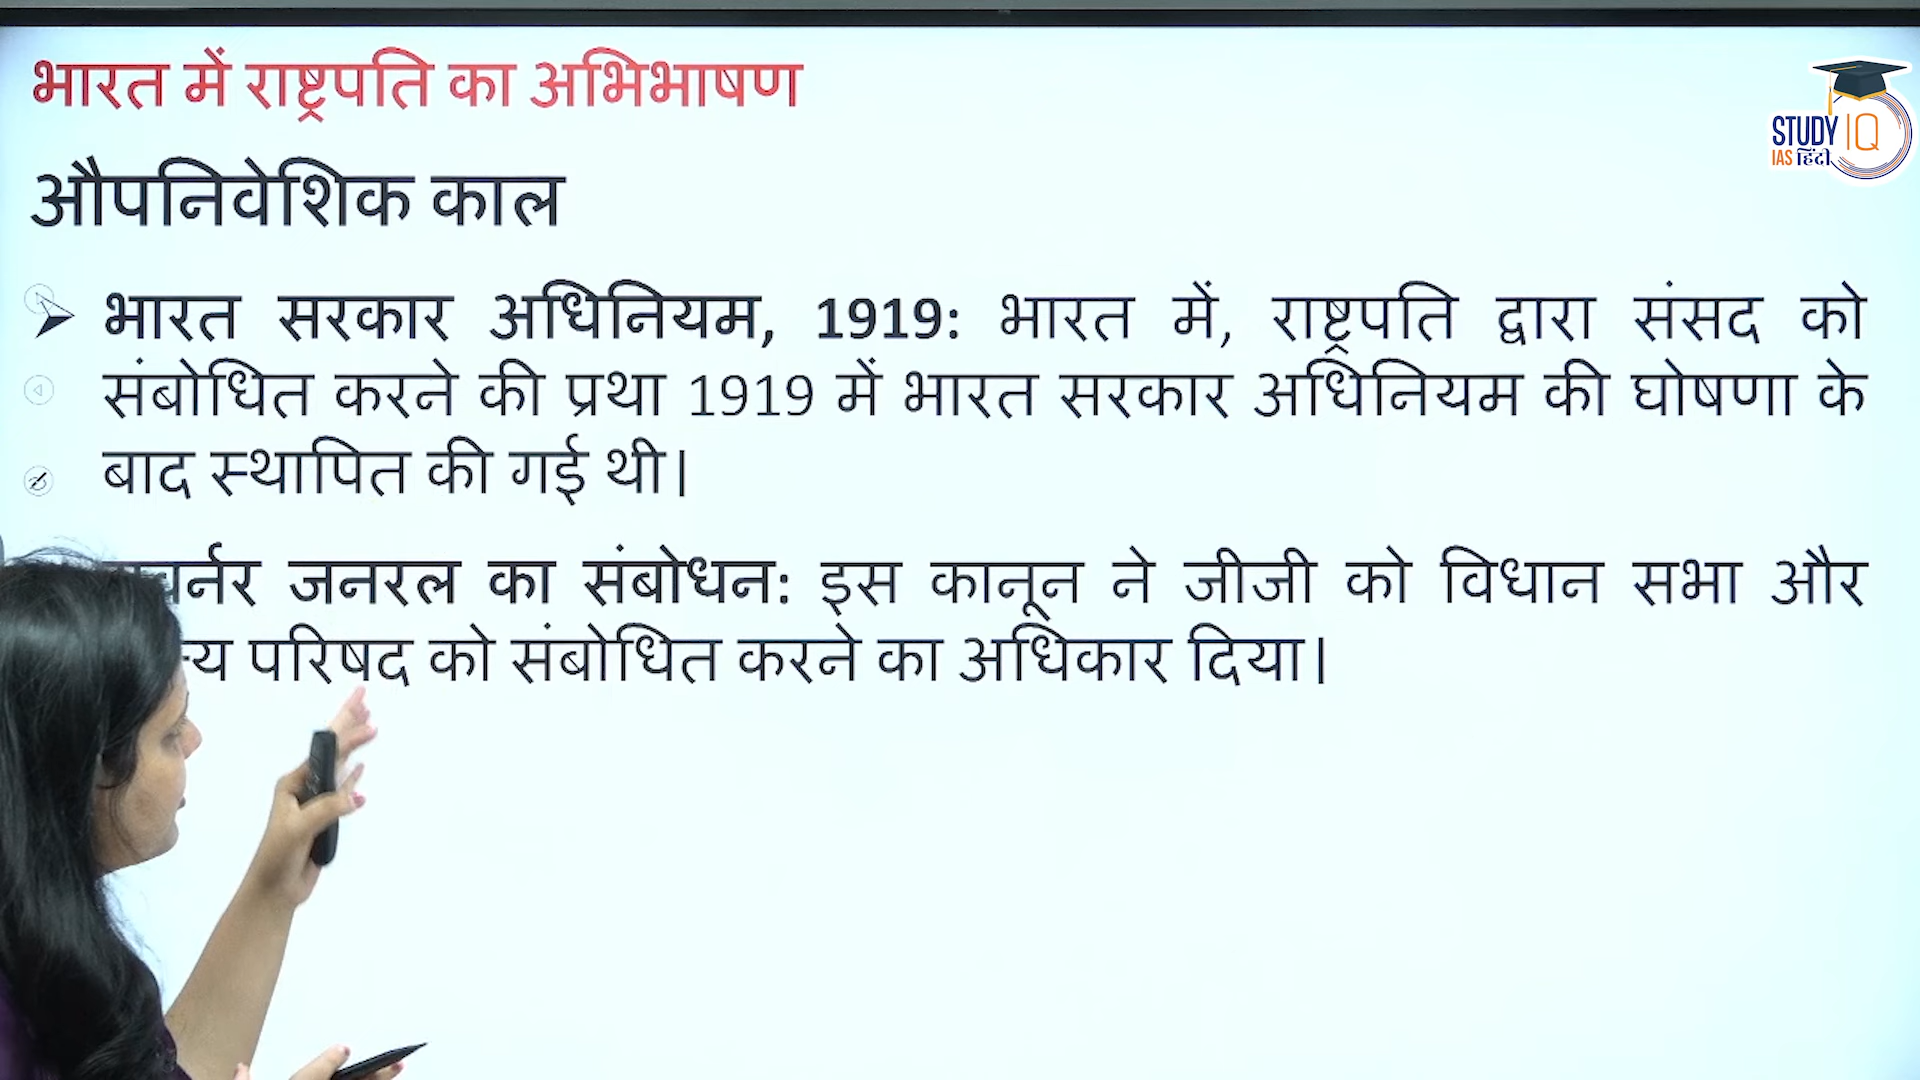 भारत में राष्ट्रपति का अभिभाषण
STUDY IQ
IAS हिंदी
औपनिवेशिक काल
भारत सरकार अधिनियम, 1919: भारत में, राष्ट्रपति द्वारा संसद को
संबोधित करने की प्रथा 1919 में भारत सरकार अधिनियम की घोषणा के
बाद स्थापित की गई थी।
जनरल का संबोधन: इस कानून ने जीजी को विधान सभा और
परिषद को संबोधित करने का अधिकार दिया।